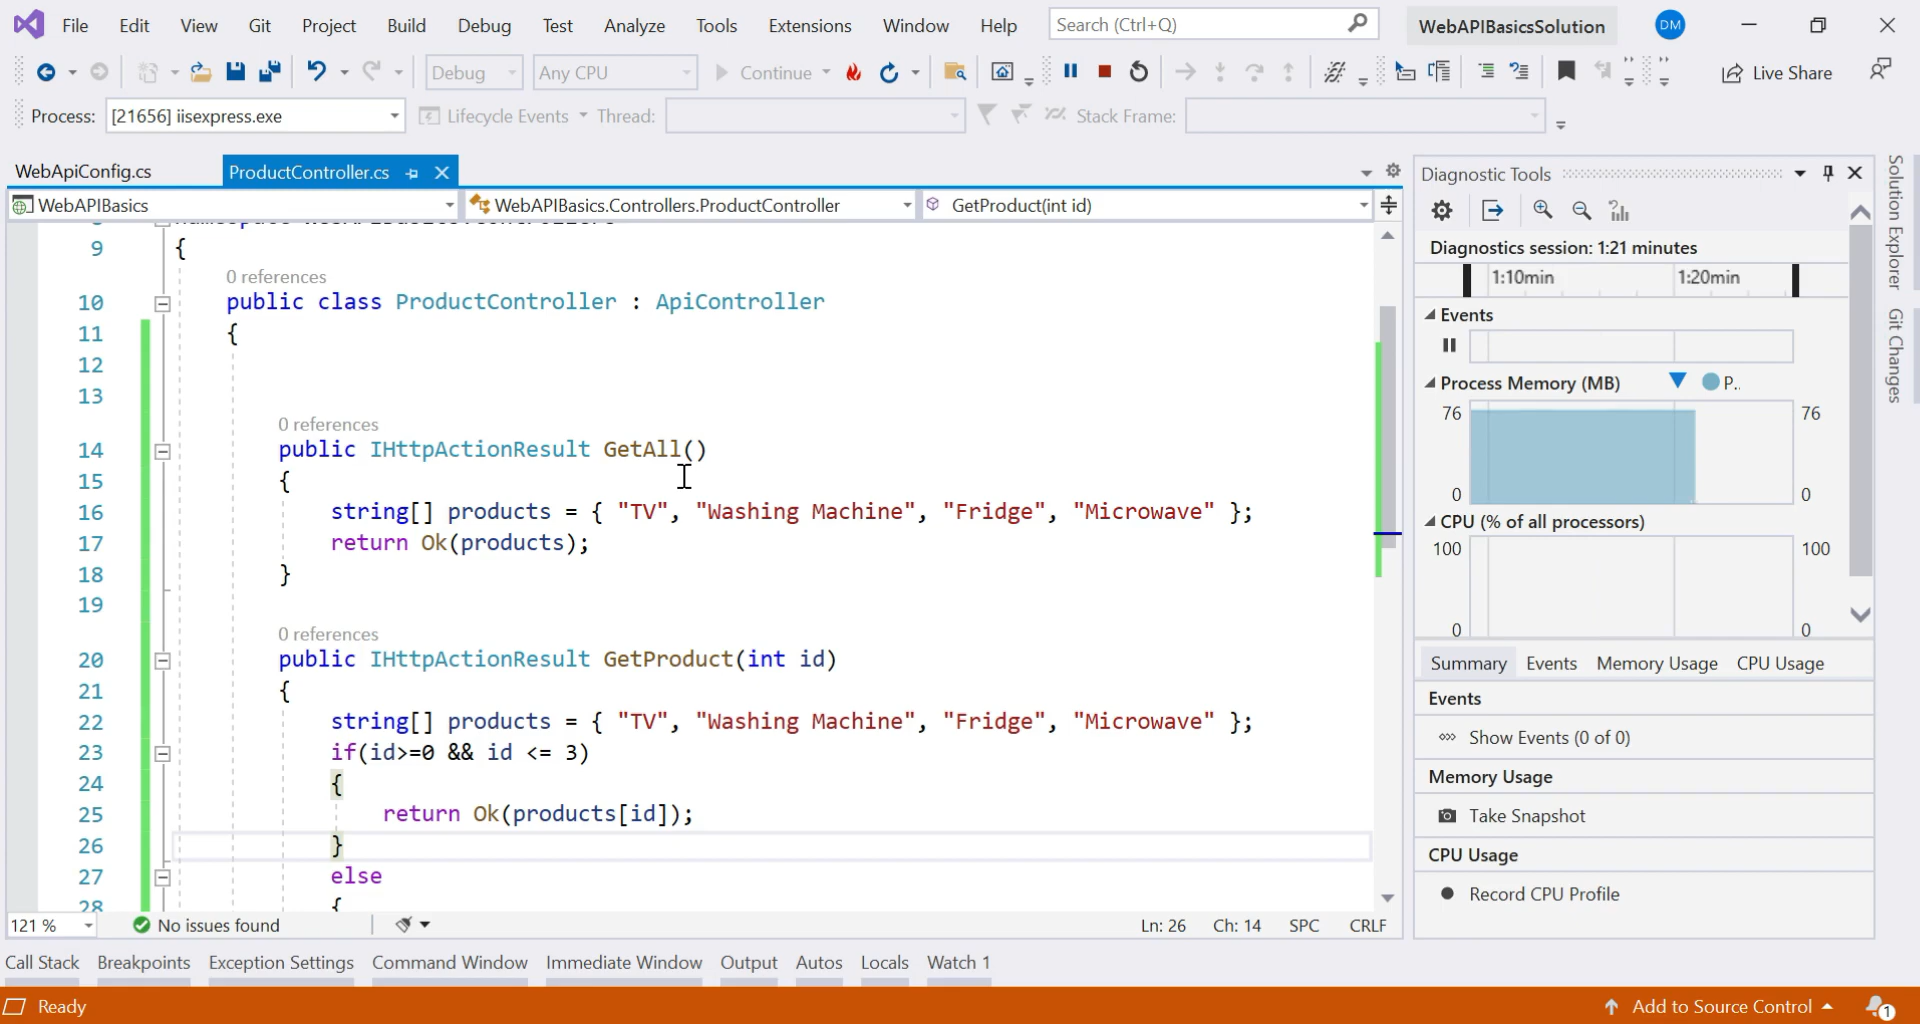 File Edit View Git Project Build Debug Test Analyze Tools Extensions Window Help Search (Ctrl+Q) WebAPIBasicsSolution DM
Debug Any CPU Continue Live Share
Process: [21656] iisexpress.exe Lifecycle Events Thread: Stack Frame:
WebApiConfig.cs ProductController.cs
WebAPIBasics WebAPIBasics.Controllers.ProductController GetProduct(int id)
9 {
0 references
10 public class ProductController : ApiController
11 {
12
13
0 references
14 public IHttpActionResult GetAll()
15 {
16 string[] products = { "TV", "Washing Machine", "Fridge", "Microwave" };
17 return Ok(products);
18 }
19
0 references
20 public IHttpActionResult GetProduct(int id)
21 {
22 string[] products = { "TV", "Washing Machine", "Fridge", "Microwave" };
23 if(id>=0 && id <= 3)
24 {
25 return Ok(products[id]);
26 }
27 else
28 {
121 % No issues found Ln: 26 Ch: 14 SPC CRLF
Diagnostic Tools
Diagnostics session: 1:21 minutes
1:10min 1:20min
Events
Process Memory (MB) P..
76 76
0 0
CPU (% of all processors)
100 100
0 0
Summary Events Memory Usage CPU Usage
Events
Show Events (0 of 0)
Memory Usage
Take Snapshot
CPU Usage
Record CPU Profile
Solution Explorer
Git Changes
Call Stack Breakpoints Exception Settings Command Window Immediate Window Output Autos Locals Watch 1
Ready Add to Source Control 1